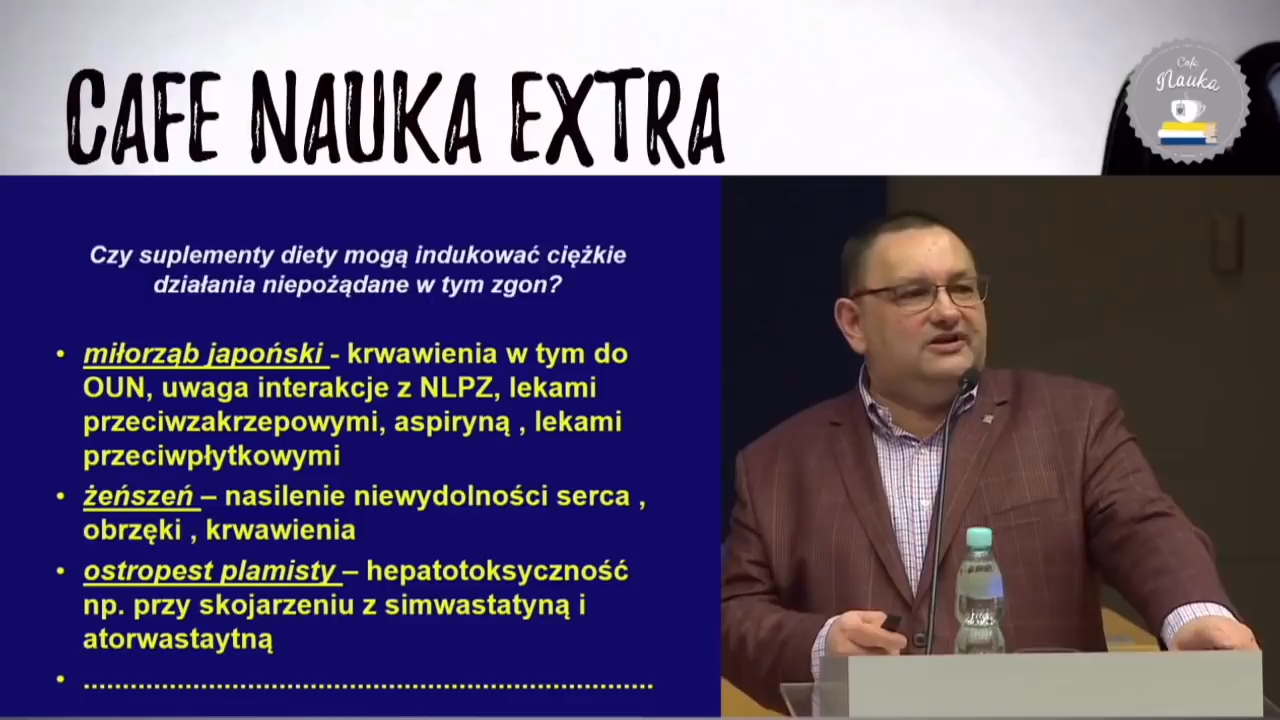 CAFE NAUKA EXTRA
Cafe
Nauka
Czy suplementy diety mogą indukować ciężkie
działania niepożądane w tym zgon?
• miłorząb japoński - krwawienia w tym do
OUN, uwaga interakcje z NLPZ, lekami
przeciwzakrzepowymi, aspiryną , lekami
przeciwpłytkowymi
• żeńszeń – nasilenie niewydolności serca ,
obrzęki , krwawienia
• ostropest plamisty – hepatotoksyczność
np. przy skojarzeniu z simwastatyną i
atorwastaytną
• ..........................................................................